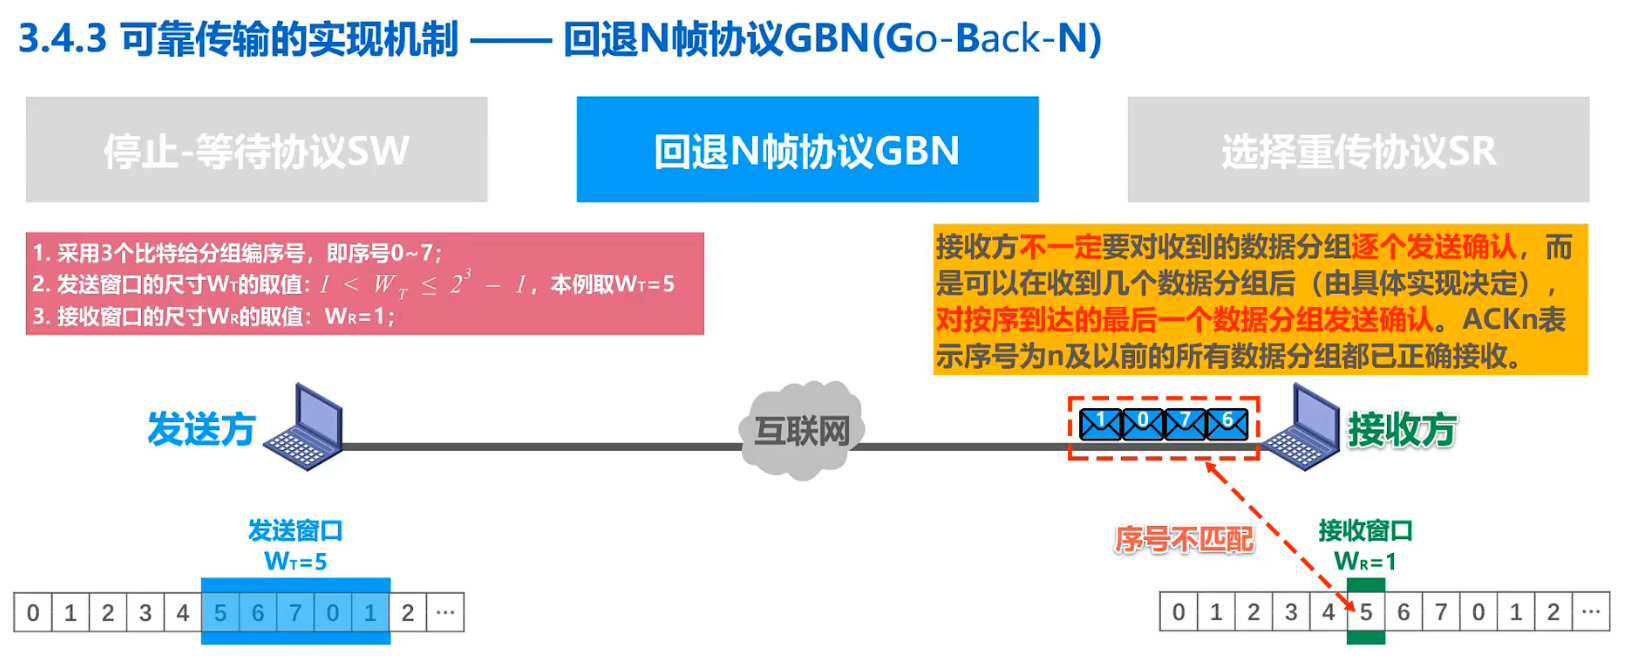 3.4.3 可靠传输的实现机制 —— 回退N帧协议GBN(Go-Back-N)
停止-等待协议SW
回退N帧协议GBN
选择重传协议SR
1. 采用3个比特给分组编序号，即序号0~7；
2. 发送窗口的尺寸WT的取值：1 < W_T ≤ 2^3 - 1，本例取WT=5
3. 接收窗口的尺寸WR的取值：WR=1；
接收方不一定要对收到的数据分组逐个发送确认，而
是可以在收到几个数据分组后（由具体实现决定），
对按序到达的最后一个数据分组发送确认。ACKn表
示序号为n及以前的所有数据分组都已正确接收。
发送方
互联网
1 0 7 6
接收方
发送窗口
WT=5
序号不匹配
接收窗口
WR=1
0 1 2 3 4 5 6 7 0 1 2 ···
0 1 2 3 4 5 6 7 0 1 2 ···